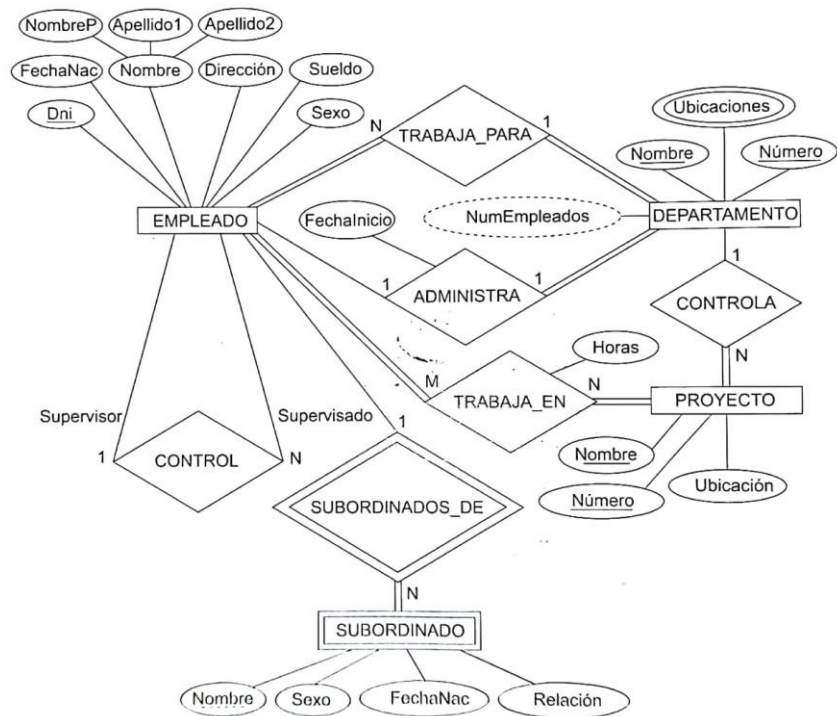 NombreP Apellido1 Apellido2
FechaNac Nombre Dirección Sueldo
Dni Sexo
Ubicaciones
N TRABAJA_PARA 1
Nombre Número
EMPLEADO FechaInicio NumEmpleados DEPARTAMENTO
1 ADMINISTRA 1
1
CONTROLA
N
Horas
M TRABAJA_EN N PROYECTO
Supervisor Supervisado 1
1 CONTROL N
Nombre
Número Ubicación
SUBORDINADOS_DE
N
SUBORDINADO
Nombre Sexo FechaNac Relación